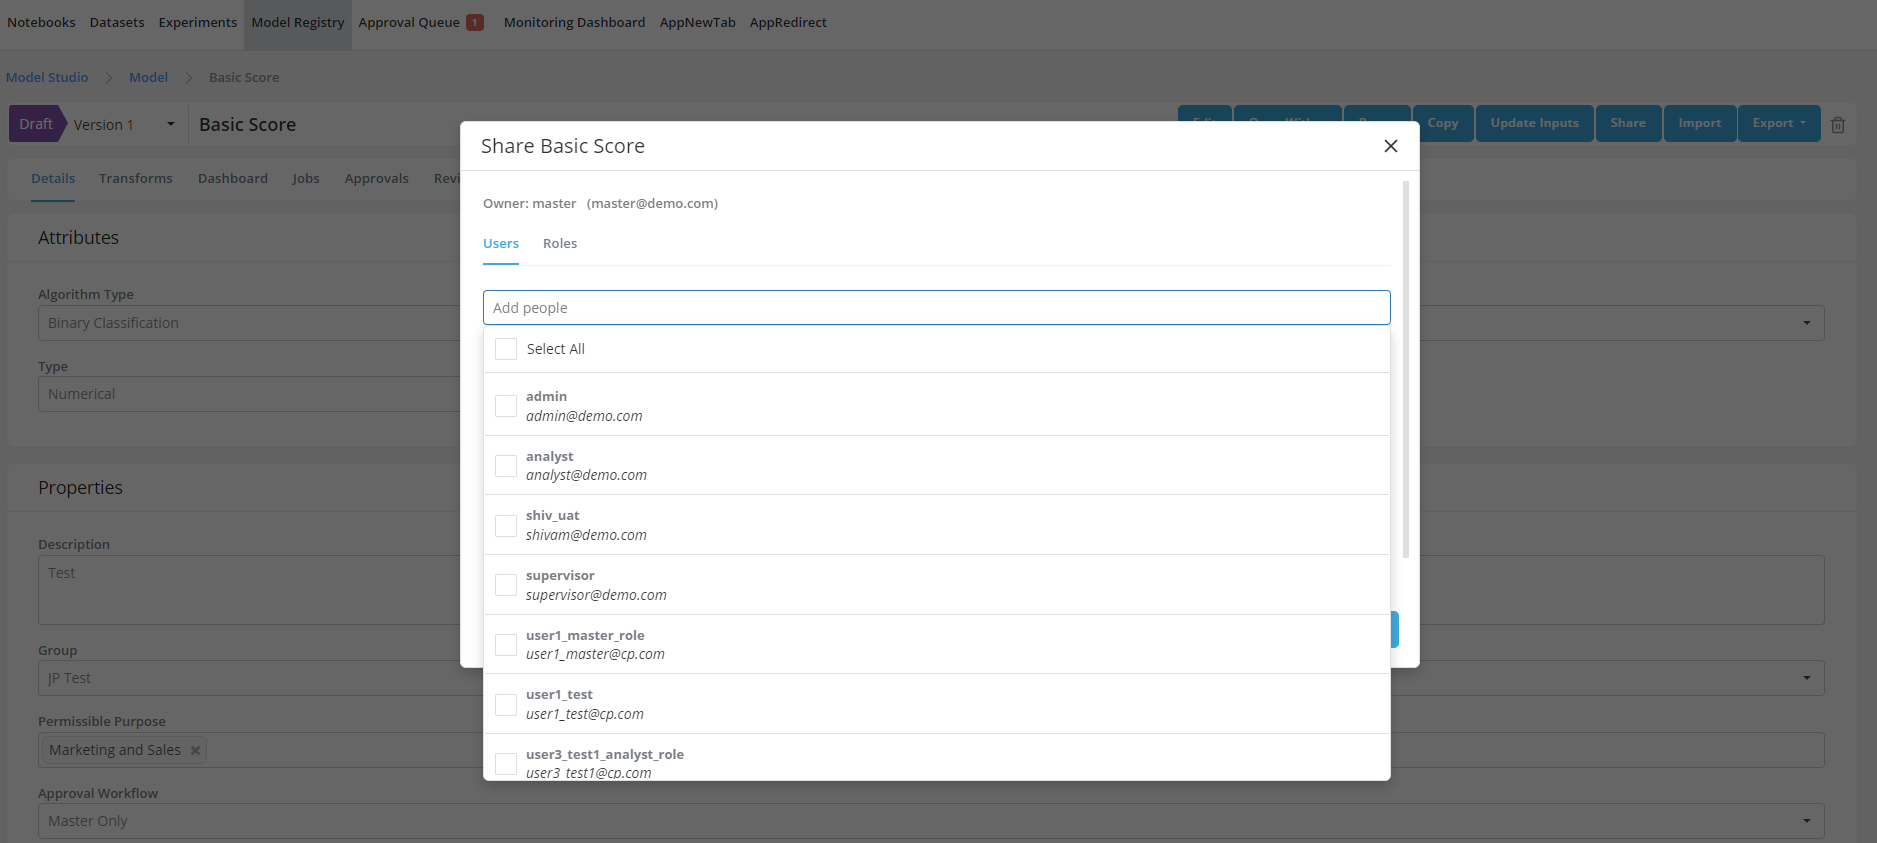 Notebooks Datasets Experiments Model Registry Approval Queue 1 Monitoring Dashboard AppNewTab AppRedirect
Model Studio > Model > Basic Score
Draft Version 1 Basic Score
Copy Update Inputs Share Import Export
Details Transforms Dashboard Jobs Approvals
Attributes
Algorithm Type
Binary Classification
Type
Numerical
Properties
Description
Test
Group
JP Test
Permissible Purpose
Marketing and Sales
Approval Workflow
Master Only
Share Basic Score
Owner: master (master@demo.com)
Users Roles
Add people
Select All
admin
admin@demo.com
analyst
analyst@demo.com
shiv_uat
shivam@demo.com
supervisor
supervisor@demo.com
user1_master_role
user1_master@cp.com
user1_test
user1_test@cp.com
user3_test1_analyst_role
user3_test1@cp.com